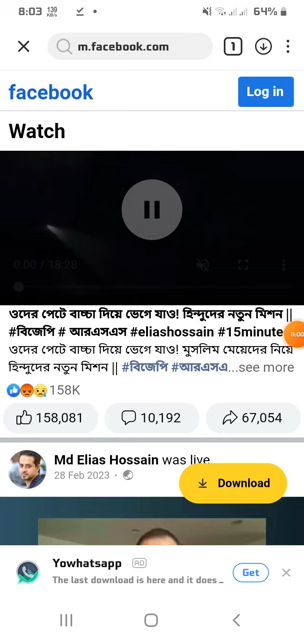 8:03 139 KB/s 64%
m.facebook.com 1
facebook Log in
Watch
0:00 / 18:28
ওদের পেটে বাচ্চা দিয়ে ভেগে যাও! হিন্দুদের নতুন মিশন ||
#বিজেপি # আরএসএস #eliashossain #15minute
ওদের পেটে বাচ্চা দিয়ে ভেগে যাও! মুসলিম মেয়েদের নিয়ে
হিন্দুদের নতুন মিশন || #বিজেপি #আরএসএ...see more
158K
158,081 10,192 67,054
Md Elias Hossain was live
28 Feb 2023
Download
Yowhatsapp AD
The last download is here and it does ...
Get